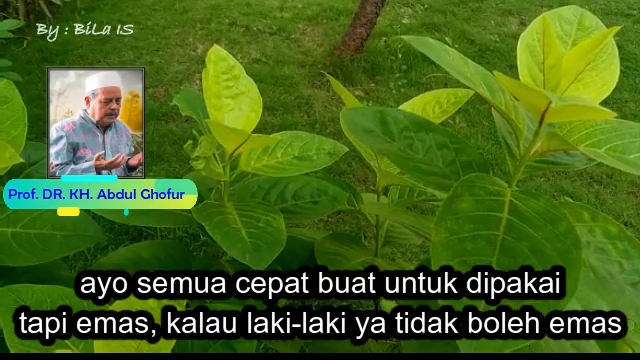 By : BiLa IS
Prof. DR. KH. Abdul Ghofur
ayo semua cepat buat untuk dipakai
tapi emas, kalau laki-laki ya tidak boleh emas